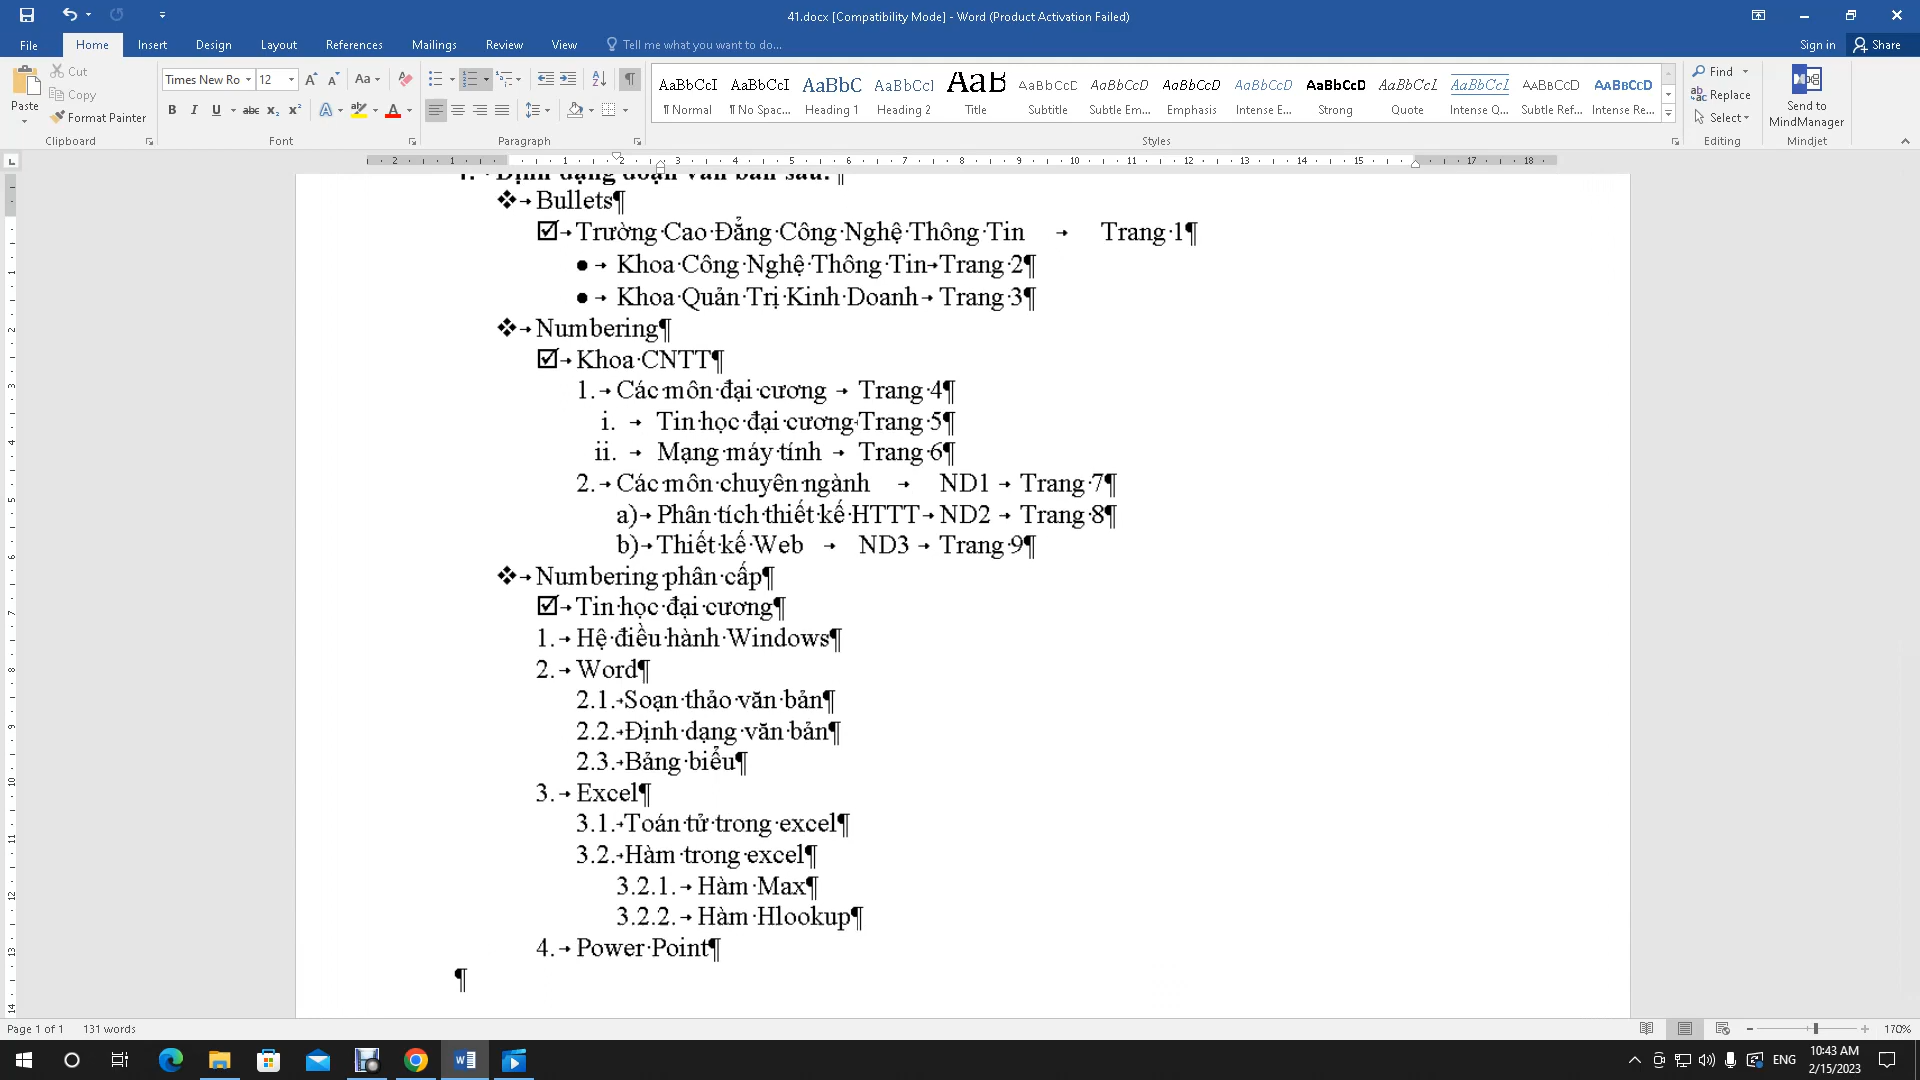 41.docx [Compatibility Mode] - Word (Product Activation Failed)
File Home Insert Design Layout References Mailings Review View Tell me what you want to do... Sign in Share
Paste Cut Copy Format Painter Clipboard
Times New Ro 12 Aa Font
Paragraph
AaBbCcI AaBbCcI AaBbC AaBbCcI AaB AaBbCcD AaBbCcD AaBbCcD AaBbCcD AaBbCcD AaBbCcL AaBbCcI AaBbCcD AaBbCcD
¶ Normal ¶ No Spac... Heading 1 Heading 2 Title Subtitle Subtle Em... Emphasis Intense E... Strong Quote Intense Q... Subtle Ref... Intense Re...
Styles
Find Replace Select Editing
Send to MindManager Mindjet
Định dạng đoạn văn bản sau:
Bullets
Trường Cao Đẳng Công Nghệ Thông Tin Trang 1
Khoa Công Nghệ Thông Tin Trang 2
Khoa Quản Trị Kinh Doanh Trang 3
Numbering
Khoa CNTT
1. Các môn đại cương Trang 4
i. Tin học đại cương Trang 5
ii. Mạng máy tính Trang 6
2. Các môn chuyên ngành ND1 Trang 7
a) Phân tích thiết kế HTTT ND2 Trang 8
b) Thiết kế Web ND3 Trang 9
Numbering phân cấp
Tin học đại cương
1. Hệ điều hành Windows
2. Word
2.1. Soạn thảo văn bản
2.2. Định dạng văn bản
2.3. Bảng biểu
3. Excel
3.1. Toán tử trong excel
3.2. Hàm trong excel
3.2.1. Hàm Max
3.2.2. Hàm Hlookup
4. Power Point
Page 1 of 1 131 words 170%
ENG 10:43 AM
2/15/2023